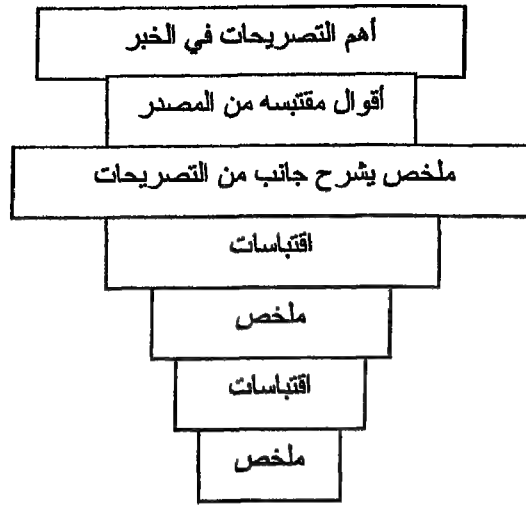 أهم التصريحات في الخبر
أقوال مقتبسه من المصدر
ملخص يشرح جانب من التصريحات
اقتباسات
ملخص
اقتباسات
ملخص